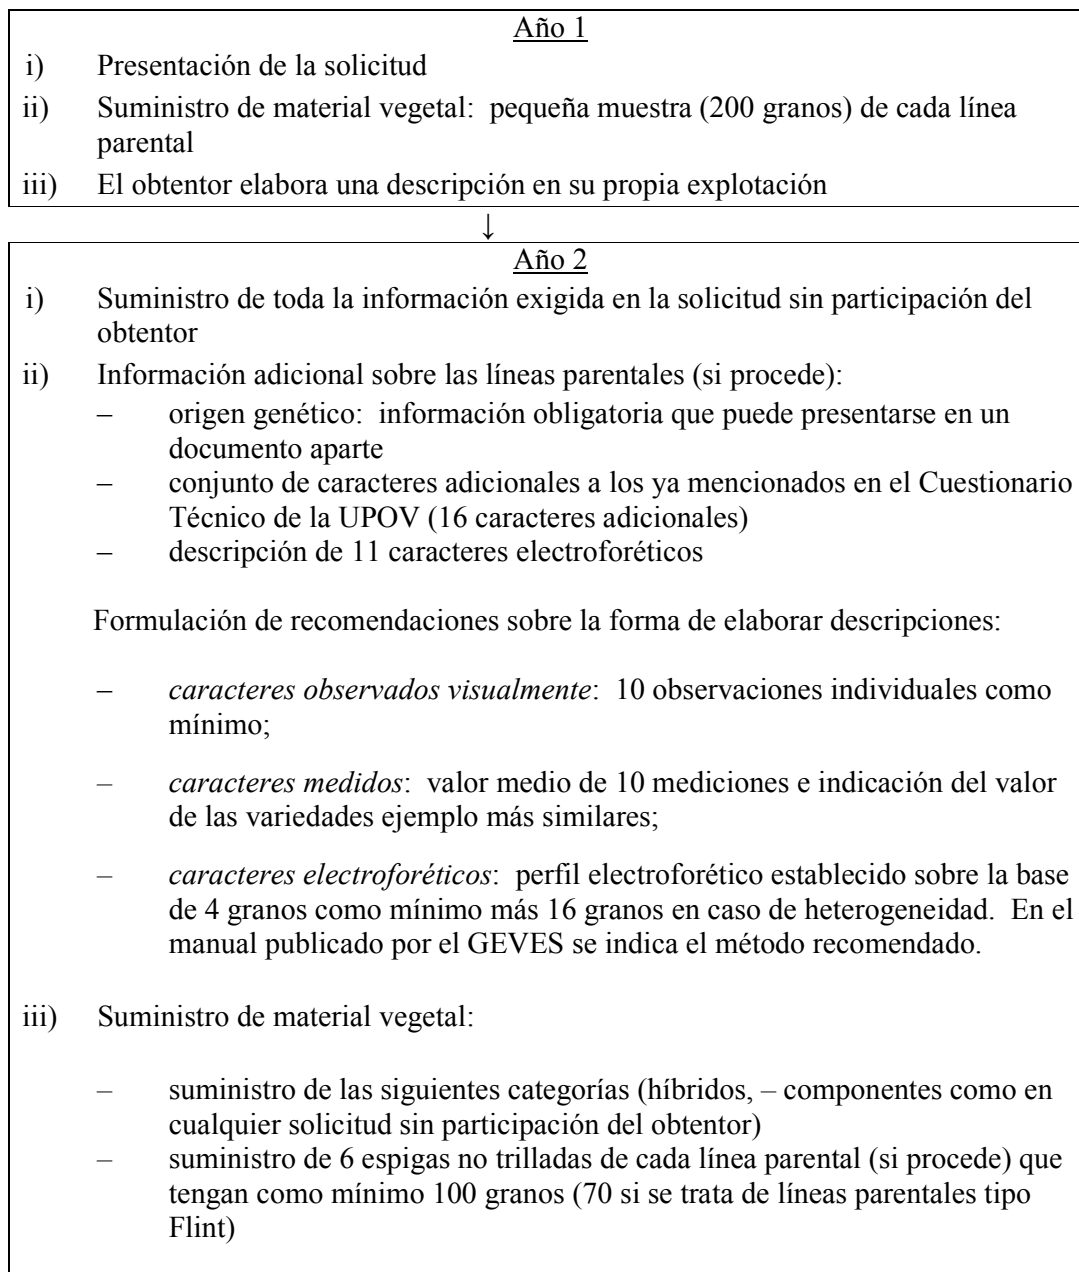 Año 1
i) Presentación de la solicitud
ii) Suministro de material vegetal: pequeña muestra (200 granos) de cada línea
parental
iii) El obtentor elabora una descripción en su propia explotación
↓
Año 2
i) Suministro de toda la información exigida en la solicitud sin participación del
obtentor
ii) Información adicional sobre las líneas parentales (si procede):
– origen genético: información obligatoria que puede presentarse en un
documento aparte
– conjunto de caracteres adicionales a los ya mencionados en el Cuestionario
Técnico de la UPOV (16 caracteres adicionales)
– descripción de 11 caracteres electroforéticos
Formulación de recomendaciones sobre la forma de elaborar descripciones:
– caracteres observados visualmente: 10 observaciones individuales como
mínimo;
– caracteres medidos: valor medio de 10 mediciones e indicación del valor
de las variedades ejemplo más similares;
– caracteres electroforéticos: perfil electroforético establecido sobre la base
de 4 granos como mínimo más 16 granos en caso de heterogeneidad. En el
manual publicado por el GEVES se indica el método recomendado.
iii) Suministro de material vegetal:
– suministro de las siguientes categorías (híbridos, – componentes como en
cualquier solicitud sin participación del obtentor)
– suministro de 6 espigas no trilladas de cada línea parental (si procede) que
tengan como mínimo 100 granos (70 si se trata de líneas parentales tipo
Flint)